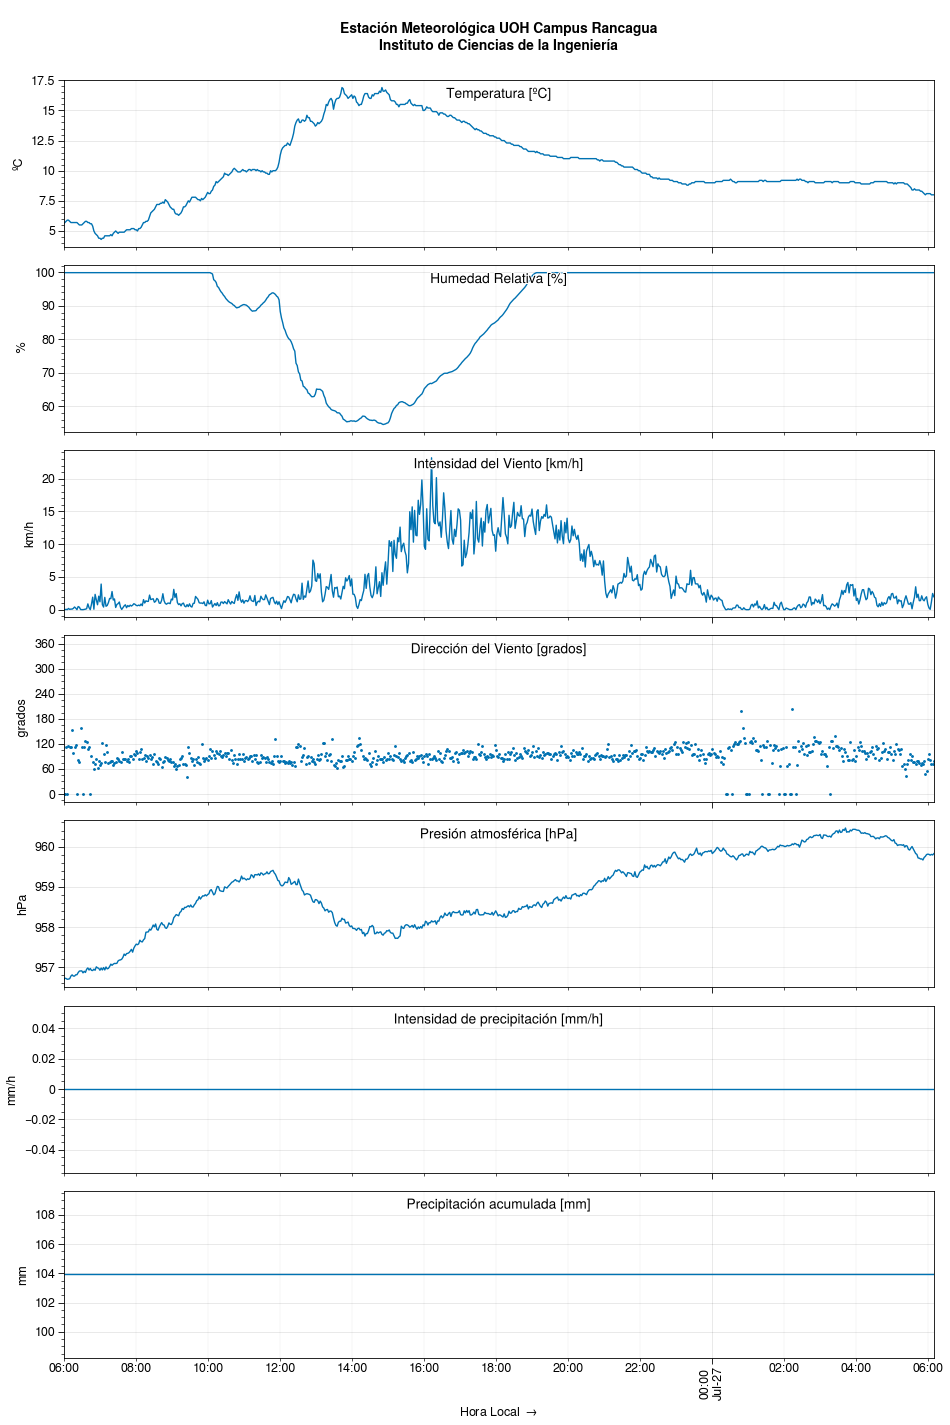 Estación Meteorológica UOH Campus Rancagua
Instituto de Ciencias de la Ingeniería
Temperatura [ºC]
17.5
15
12.5
10
7.5
5
ºC
Humedad Relativa [%]
100
90
80
70
60
%
Intensidad del Viento [km/h]
20
15
10
5
0
km/h
Dirección del Viento [grados]
360
300
240
180
120
60
0
grados
Presión atmosférica [hPa]
960
959
958
957
hPa
Intensidad de precipitación [mm/h]
0.04
0.02
0
−0.02
−0.04
mm/h
Precipitación acumulada [mm]
108
106
104
102
100
mm
06:00 08:00 10:00 12:00 14:00 16:00 18:00 20:00 22:00 00:00 02:00 04:00 06:00
Jul-27
Hora Local →